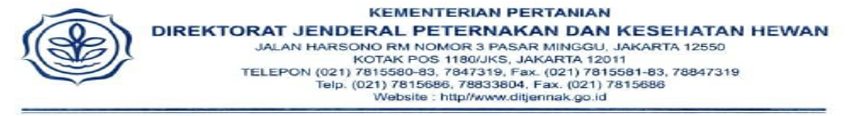 KEMENTERIAN PERTANIAN
DIREKTORAT JENDERAL PETERNAKAN DAN KESEHATAN HEWAN
JALAN HARSONO RM NOMOR 3 PASAR MINGGU, JAKARTA 12550
KOTAK POS 1180/JKS, JAKARTA 12011
TELEPON (021) 7815580-83, 7847319, Fax. (021) 7815581-83, 78847319
Telp. (021) 7815686, 78833804, Fax. (021) 7815686
Website : http//www.ditjennak.go.id